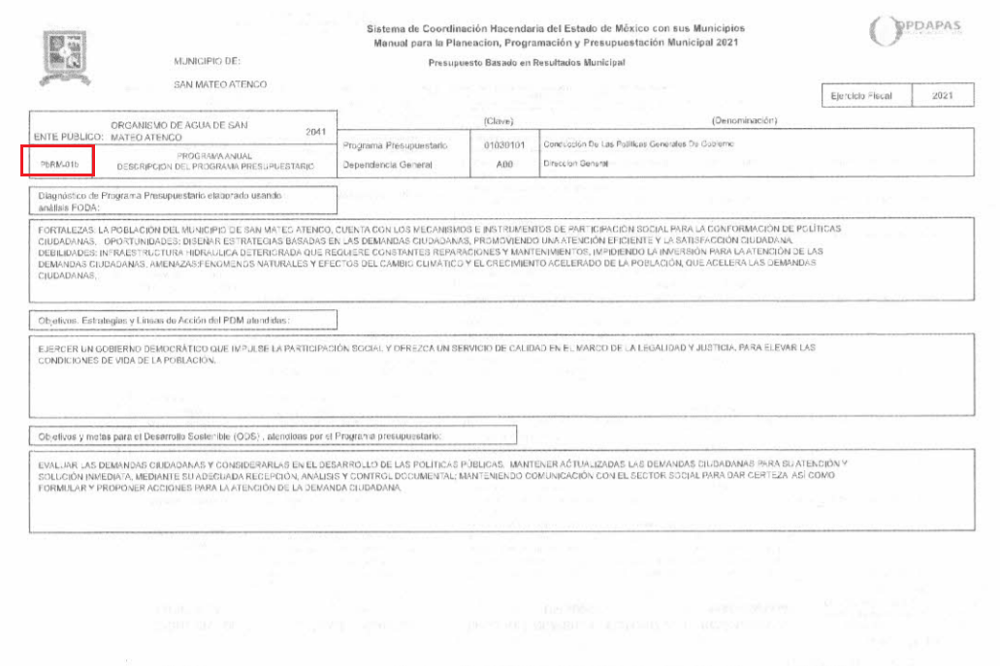 Sistema de Coordinación Hacendaria del Estado de México con sus Municipios
Manual para la Planeacion, Programación y Presupuestación Municipal 2021
OPDAPAS
MUNICIPIO DE:
Presupuesto Basado en Resultados Municipal
SAN MATEO ATENCO
Ejercicio Fiscal 2021
ENTE PUBLICO: ORGANISMO DE AGUA DE SAN
MATEO ATENCO 2041
(Clave) (Denominación)
Programa Presupuestario 01030101 Conducción De Las Políticas Generales De Gobierno
PbRM-01b PROGRAMA ANUAL
DESCRIPCION DEL PROGRAMA PRESUPUESTARIO
Dependencia General A00 Direccion General
Diagnóstico de Programa Presupuestario elaborado usando
análisis FODA:
FORTALEZAS: LA POBLACIÓN DEL MUNICIPIO DE SAN MATEO ATENCO, CUENTA CON LOS MECANISMOS E INSTRUMENTOS DE PARTICIPACIÓN SOCIAL PARA LA CONFORMACIÓN DE POLÍTICAS
CIUDADANAS. OPORTUNIDADES: DISEÑAR ESTRATEGIAS BASADAS EN LAS DEMANDAS CIUDADANAS, PROMOVIENDO UNA ATENCIÓN EFICIENTE Y LA SATISFACCIÓN CIUDADANA.
DEBILIDADES: INFRAESTRUCTURA HIDRAULICA DETERIORADA QUE REQUIERE CONSTANTES REPARACIONES Y MANTENIMIENTOS, IMPIDIENDO LA INVERSIÓN PARA LA ATENCIÓN DE LAS
DEMANDAS CIUDADANAS. AMENAZAS:FENOMENOS NATURALES Y EFECTOS DEL CAMBIO CLIMÁTICO Y EL CRECIMIENTO ACELERADO DE LA POBLACIÓN, QUE ACELERA LAS DEMANDAS
CIUDADANAS.
Objetivos, Estrategias y Lineas de Acción del PDM atendidas:
EJERCER UN GOBIERNO DEMOCRÁTICO QUE IMPULSE LA PARTICIPACIÓN SOCIAL Y OFREZCA UN SERVICIO DE CALIDAD EN EL MARCO DE LA LEGALIDAD Y JUSTICIA, PARA ELEVAR LAS
CONDICIONES DE VIDA DE LA POBLACIÓN.
Objetivos y metas para el Desarrollo Sostenible (ODS), atendidas por el Programa presupuestario:
EVALUAR LAS DEMANDAS CIUDADANAS Y CONSIDERARLAS EN EL DESARROLLO DE LAS POLÍTICAS PÚBLICAS, MANTENER ACTUALIZADAS LAS DEMANDAS CIUDADANAS PARA SU ATENCIÓN Y
SOLUCIÓN INMEDIATA, MEDIANTE SU ADECUADA RECEPCIÓN, ANÁLISIS Y CONTROL DOCUMENTAL; MANTENIENDO COMUNICACIÓN CON EL SECTOR SOCIAL PARA DAR CERTEZA. ASÍ COMO
FORMULAR Y PROPONER ACCIONES PARA LA ATENCIÓN DE LA DEMANDA CIUDADANA.